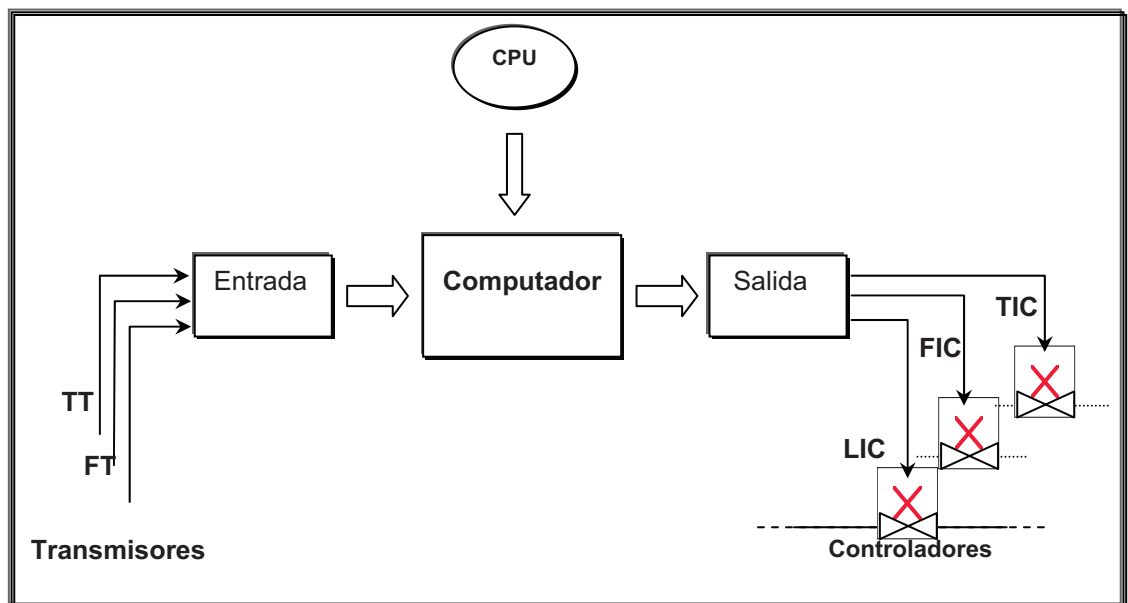 CPU
Entrada
Computador
Salida
TIC
FIC
TT
LIC
FT
Transmisores
Controladores